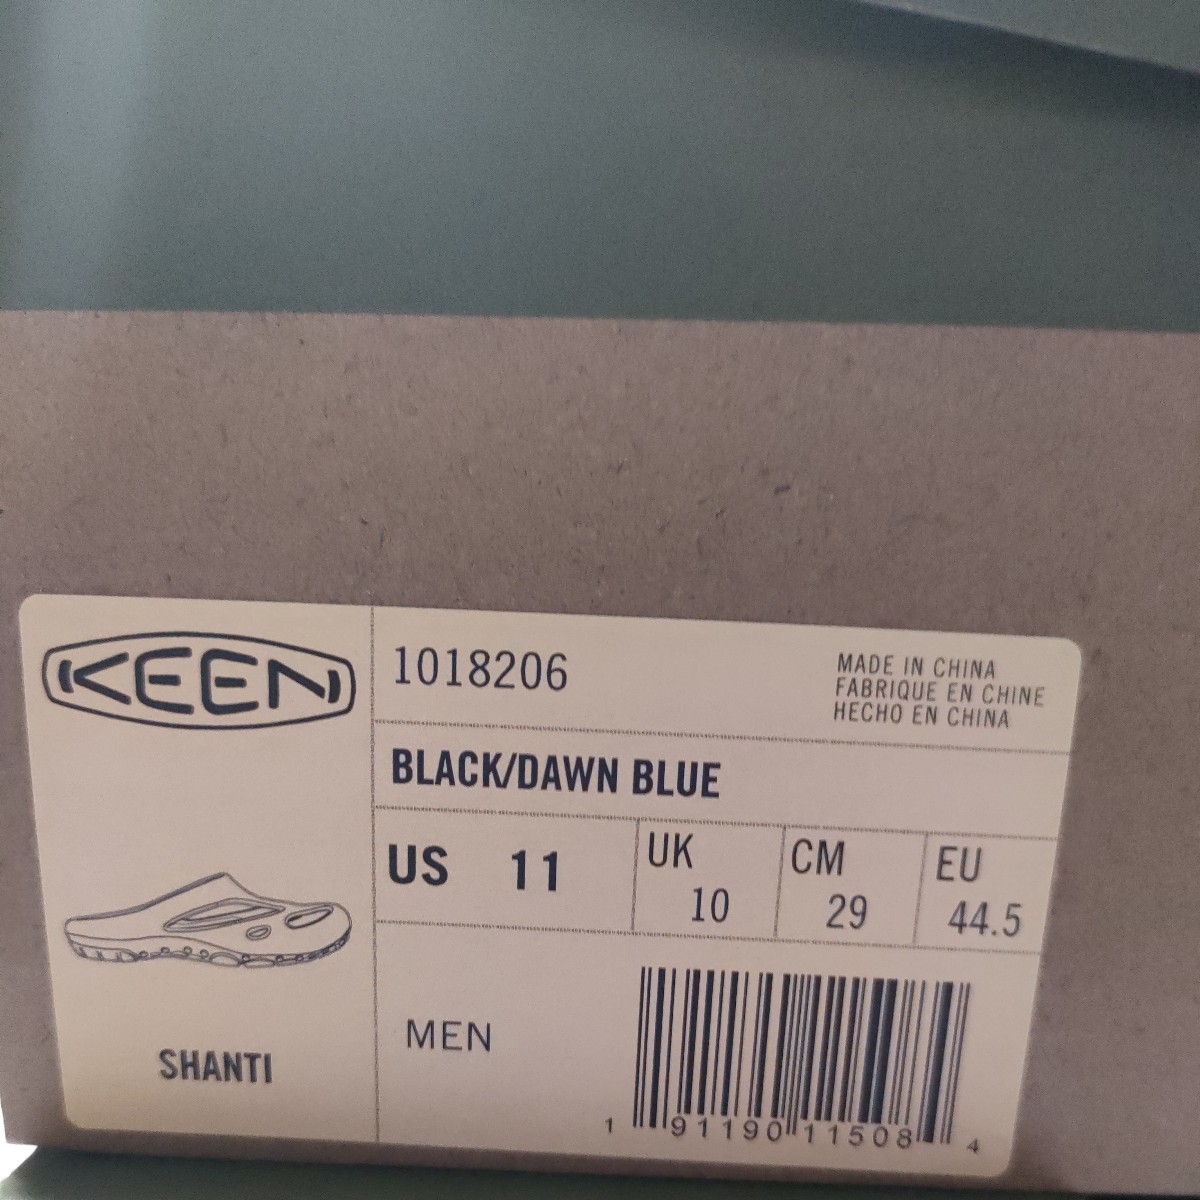 KEEN
1018206
MADE IN CHINA
FABRIQUE EN CHINE
HECHO EN CHINA
BLACK/DAWN BLUE
US 11
UK 10
CM 29
EU 44.5
MEN
SHANTI
1 91190 11508 4